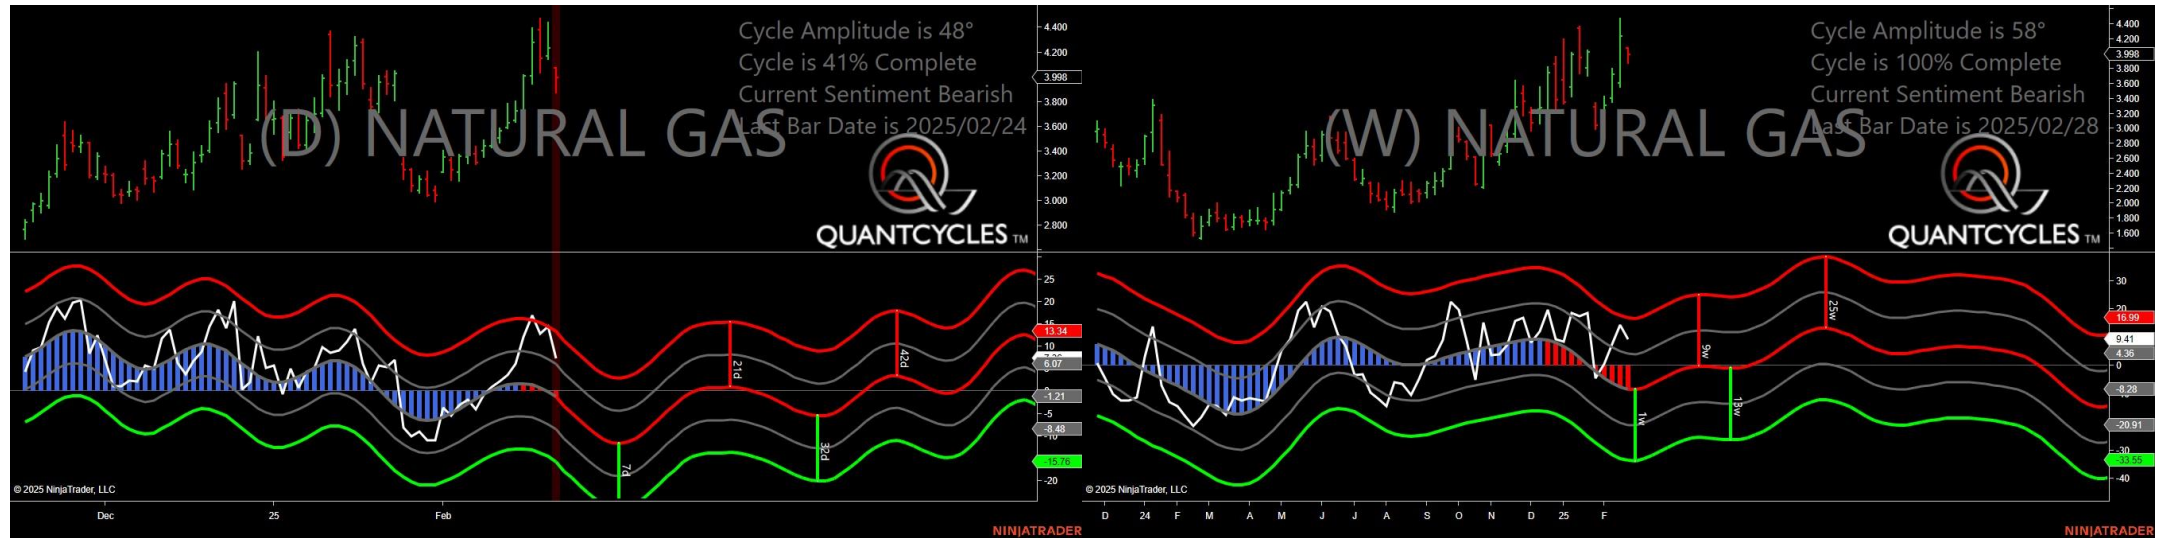 Cycle Amplitude is 48°
Cycle is 41% Complete
Current Sentiment Bearish
Last Bar Date is 2025/02/24
(D) NATURAL GAS
QUANTCYCLES TM
4.400
4.200
3.998
3.800
3.600
3.400
3.200
3.000
2.800
25
20
15
13.34
10
6.07
0
-1.21
-5
-8.48
-10
-15.76
-20
7d
21d
32d
42d
© 2025 NinjaTrader, LLC
Dec
25
Feb
NINJATRADER
Cycle Amplitude is 58°
Cycle is 100% Complete
Current Sentiment Bearish
Last Bar Date is 2025/02/28
(W) NATURAL GAS
QUANTCYCLES TM
4.400
4.200
3.998
3.800
3.600
3.400
3.200
3.000
2.800
2.600
2.400
2.200
2.000
1.800
1.600
30
20
16.99
9.41
4.36
0
-8.28
-20.91
-30
-33.55
-40
1w
9w
13w
25w
© 2025 NinjaTrader, LLC
D 24 F M A M J J A S O N D 25 F
NINJATRADER